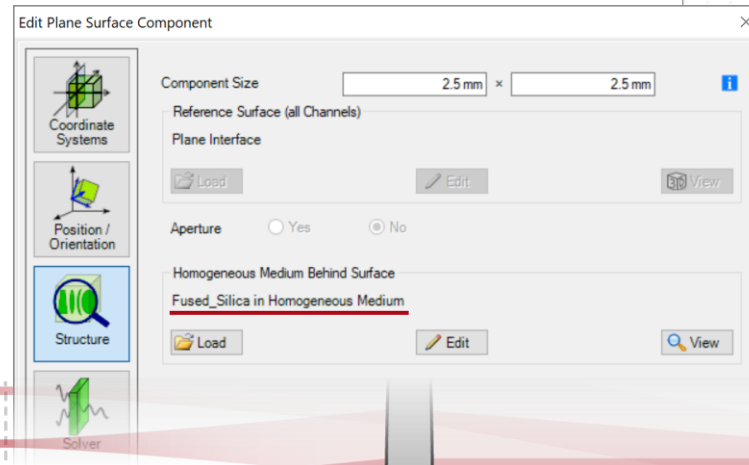 Edit Plane Surface Component
Coordinate
Systems
Position /
Orientation
Structure
Solver
Component Size 2.5 mm × 2.5 mm
Reference Surface (all Channels)
Plane Interface
Load Edit 3D View
Aperture Yes No
Homogeneous Medium Behind Surface
Fused_Silica in Homogeneous Medium
Load Edit View